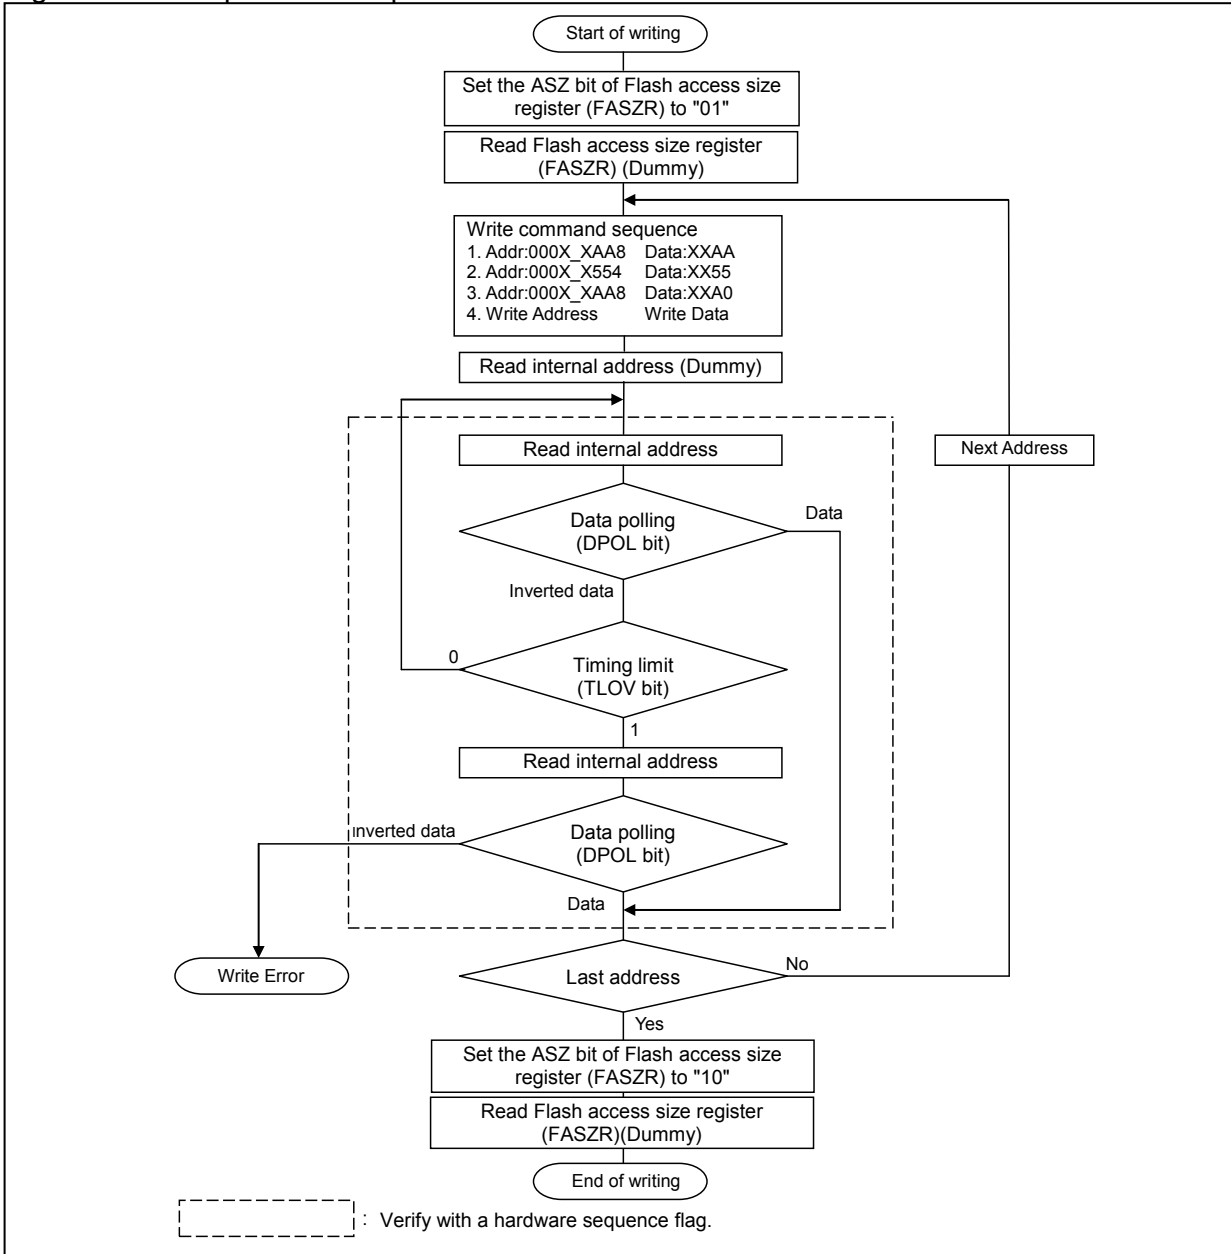 Start of writing
Set the ASZ bit of Flash access size
register (FASZR) to "01"
Read Flash access size register
(FASZR) (Dummy)
Write command sequence
1. Addr:000X_XAA8 Data:XXAA
2. Addr:000X_X554 Data:XX55
3. Addr:000X_XAA8 Data:XXA0
4. Write Address Write Data
Read internal address (Dummy)
Read internal address
Next Address
Data polling
(DPOL bit)
Data
Inverted data
Timing limit
(TLOV bit)
0
1
Read internal address
Data polling
(DPOL bit)
Inverted data
Data
Write Error
Last address
No
Yes
Set the ASZ bit of Flash access size
register (FASZR) to "10"
Read Flash access size register
(FASZR)(Dummy)
End of writing
: Verify with a hardware sequence flag.